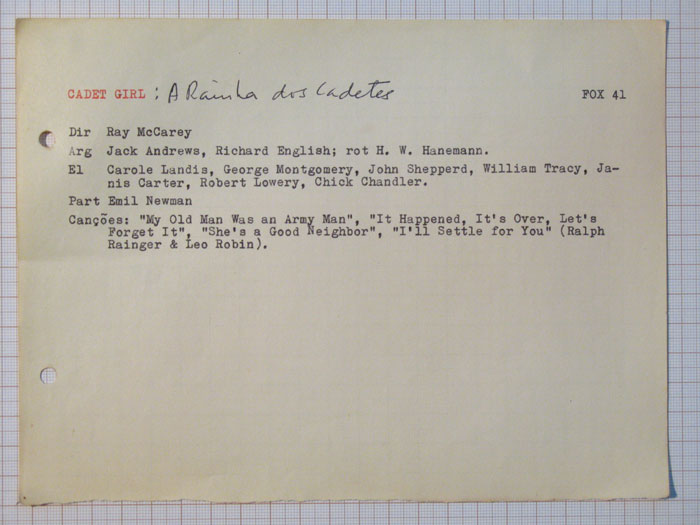 CADET GIRL : A Rainha dos Cadetes FOX 41
Dir Ray McCarey
Arg Jack Andrews, Richard English; rot H. W. Hanemann.
El Carole Landis, George Montgomery, John Shepperd, William Tracy, Ja-
nis Carter, Robert Lowery, Chick Chandler.
Part Emil Newman
Canções: "My Old Man Was an Army Man", "It Happened, It's Over, Let's
Forget It", "She's a Good Neighbor", "I'll Settle for You" (Ralph
Rainger & Leo Robin).